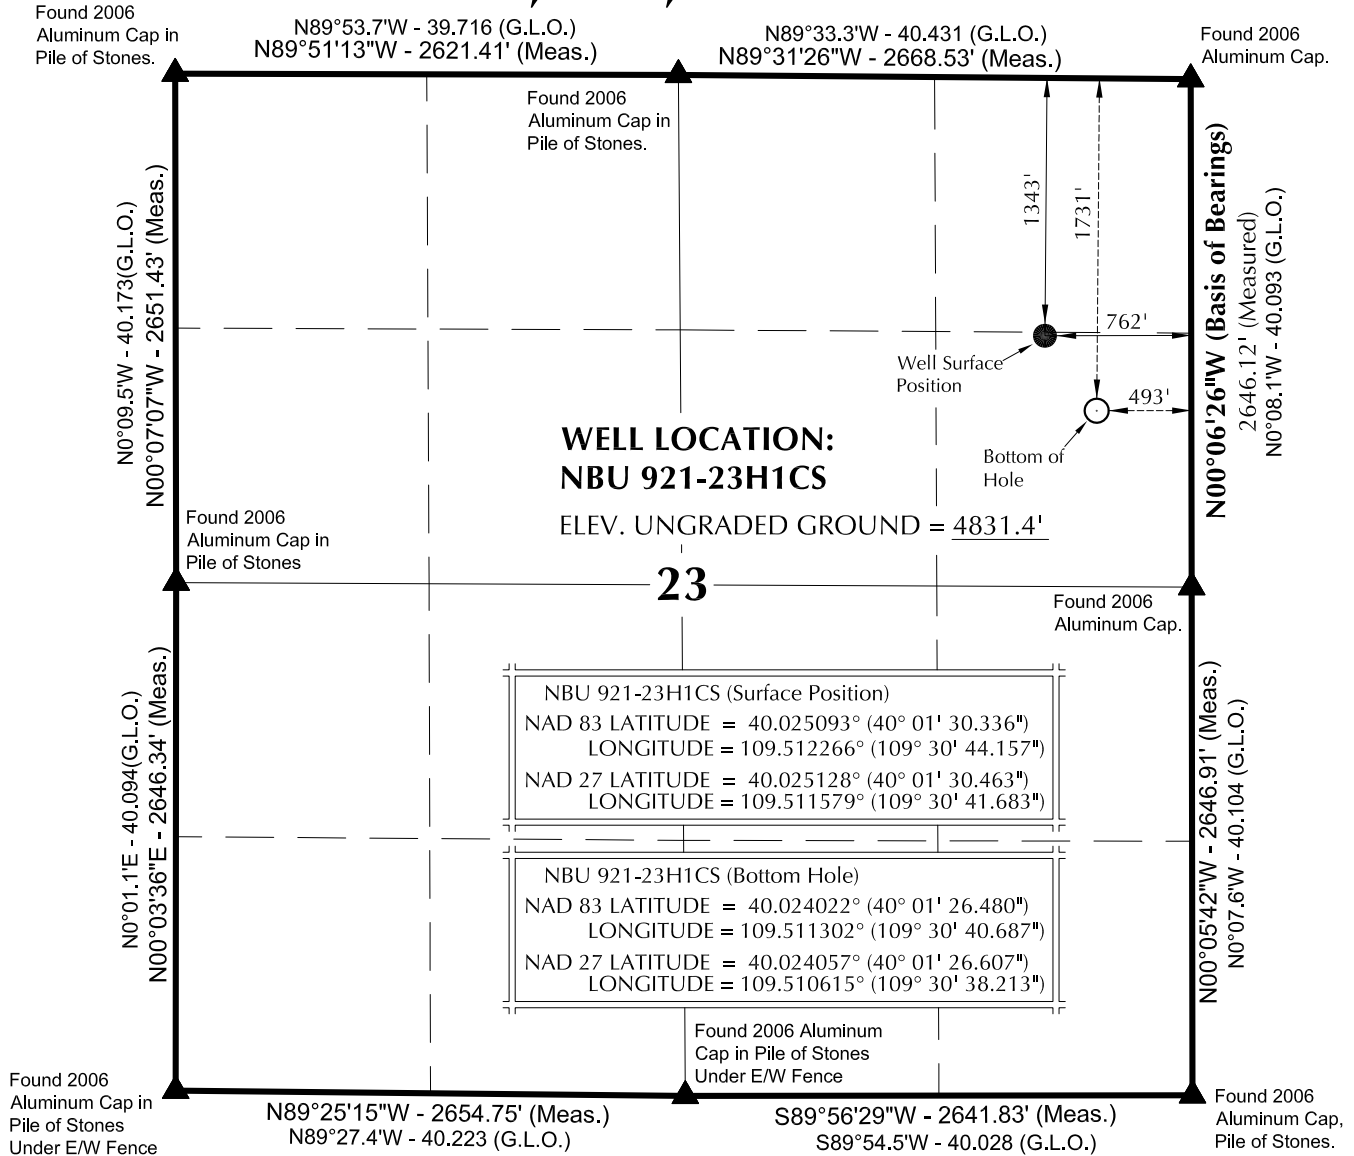 Found 2006
Aluminum Cap in
Pile of Stones.
N89°53.7'W - 39.716 (G.L.O.)
N89°51'13"W - 2621.41' (Meas.)
N89°33.3'W - 40.431 (G.L.O.)
N89°31'26"W - 2668.53' (Meas.)
Found 2006
Aluminum Cap.
Found 2006
Aluminum Cap in
Pile of Stones.
N0°09.5'W - 40.173(G.L.O.)
N00°07'07"W - 2651.43' (Meas.)
1343'
1731'
N00°06'26"W (Basis of Bearings)
2646.12' (Measured)
N0°08.1'W - 40.093 (G.L.O.)
762'
Well Surface
Position
493'
Bottom of
Hole
WELL LOCATION:
NBU 921-23H1CS
ELEV. UNGRADED GROUND = 4831.4'
Found 2006
Aluminum Cap in
Pile of Stones
23
Found 2006
Aluminum Cap.
N0°01.1'E - 40.094(G.L.O.)
N00°03'36"E - 2646.34' (Meas.)
NBU 921-23H1CS (Surface Position)
NAD 83 LATITUDE = 40.025093° (40° 01' 30.336")
LONGITUDE = 109.512266° (109° 30' 44.157")
NAD 27 LATITUDE = 40.025128° (40° 01' 30.463")
LONGITUDE = 109.511579° (109° 30' 41.683")
NBU 921-23H1CS (Bottom Hole)
NAD 83 LATITUDE = 40.024022° (40° 01' 26.480")
LONGITUDE = 109.511302° (109° 30' 40.687")
NAD 27 LATITUDE = 40.024057° (40° 01' 26.607")
LONGITUDE = 109.510615° (109° 30' 38.213")
N00°05'42"W - 2646.91' (Meas.)
N0°07.6'W - 40.104 (G.L.O.)
Found 2006 Aluminum
Cap in Pile of Stones
Under E/W Fence
Found 2006
Aluminum Cap in
Pile of Stones
Under E/W Fence
N89°25'15"W - 2654.75' (Meas.)
N89°27.4'W - 40.223 (G.L.O.)
S89°56'29"W - 2641.83' (Meas.)
S89°54.5'W - 40.028 (G.L.O.)
Found 2006
Aluminum Cap,
Pile of Stones.